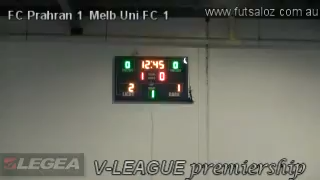 FC Prahran 1 Melb Uni FC 1
www.futsaloz.com.au
0 12:45 0
1 0
2 1 1
LEGEA
V-LEAGUE premiership